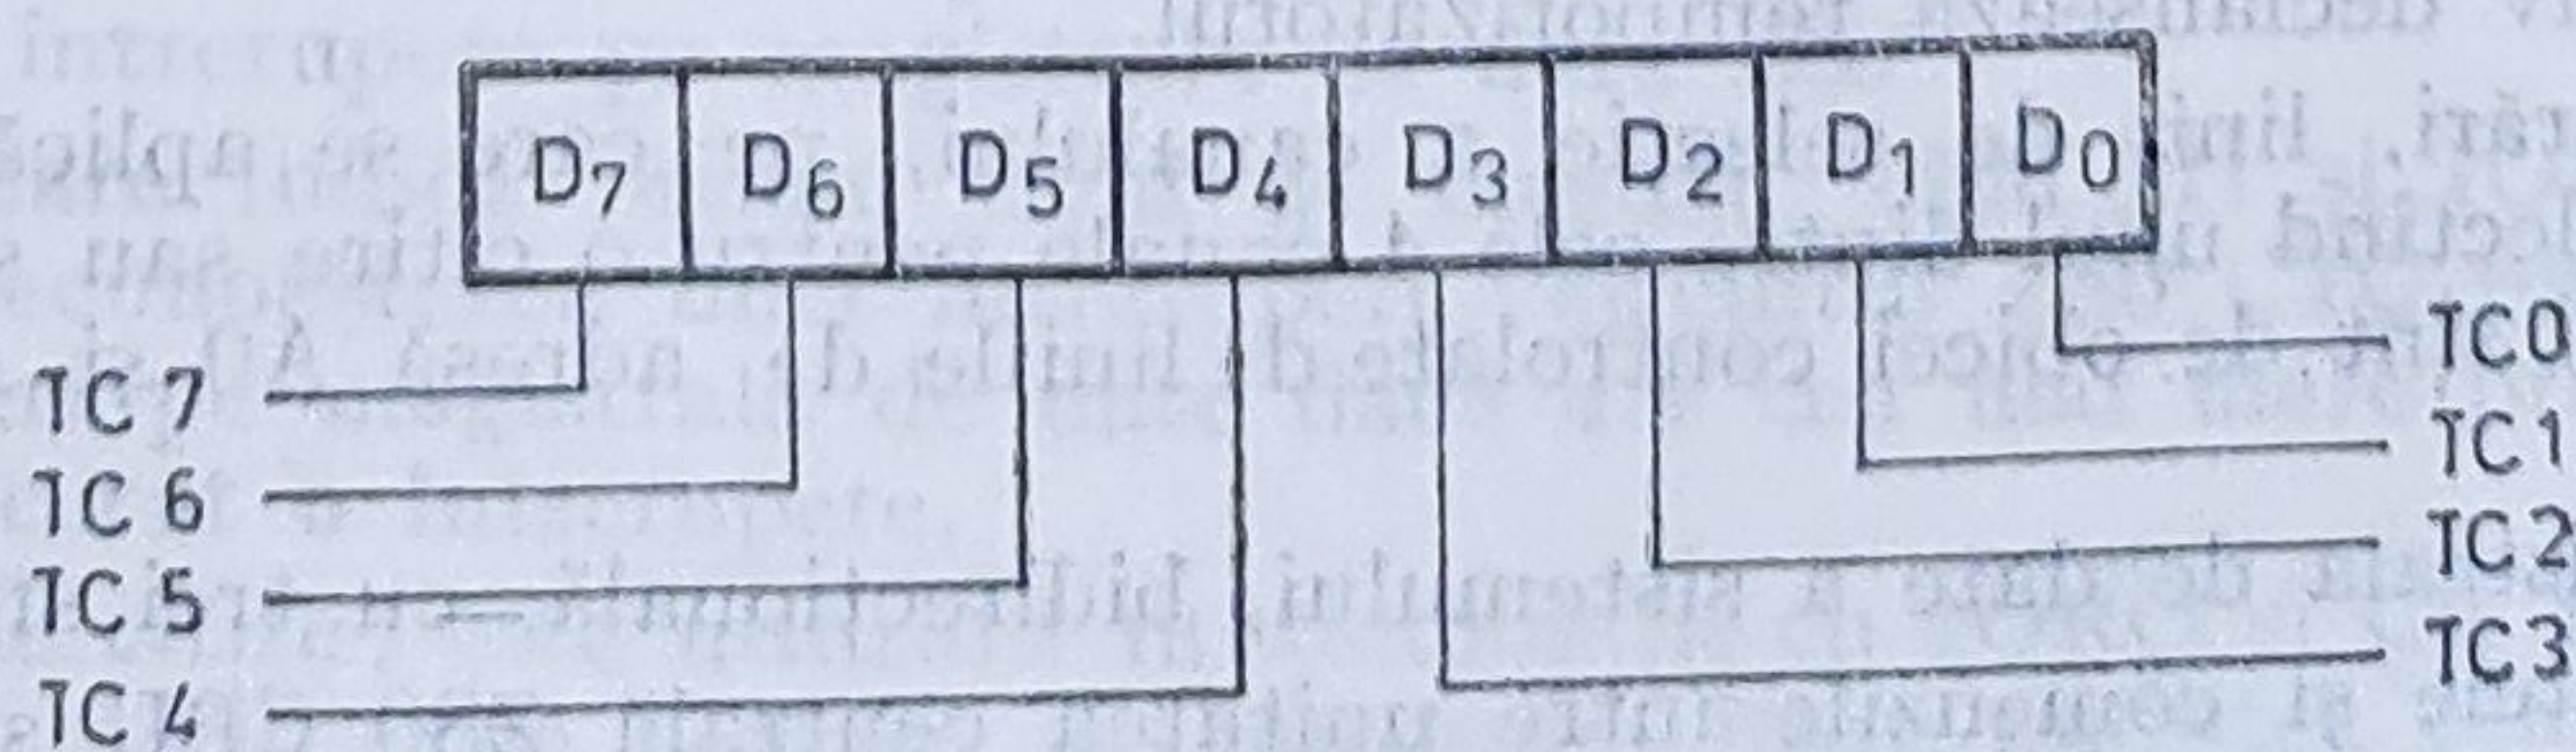 D7 D6 D5 D4 D3 D2 D1 D0
TC 7
TC 6
TC 5
TC 4
TC0
TC1
TC2
TC3